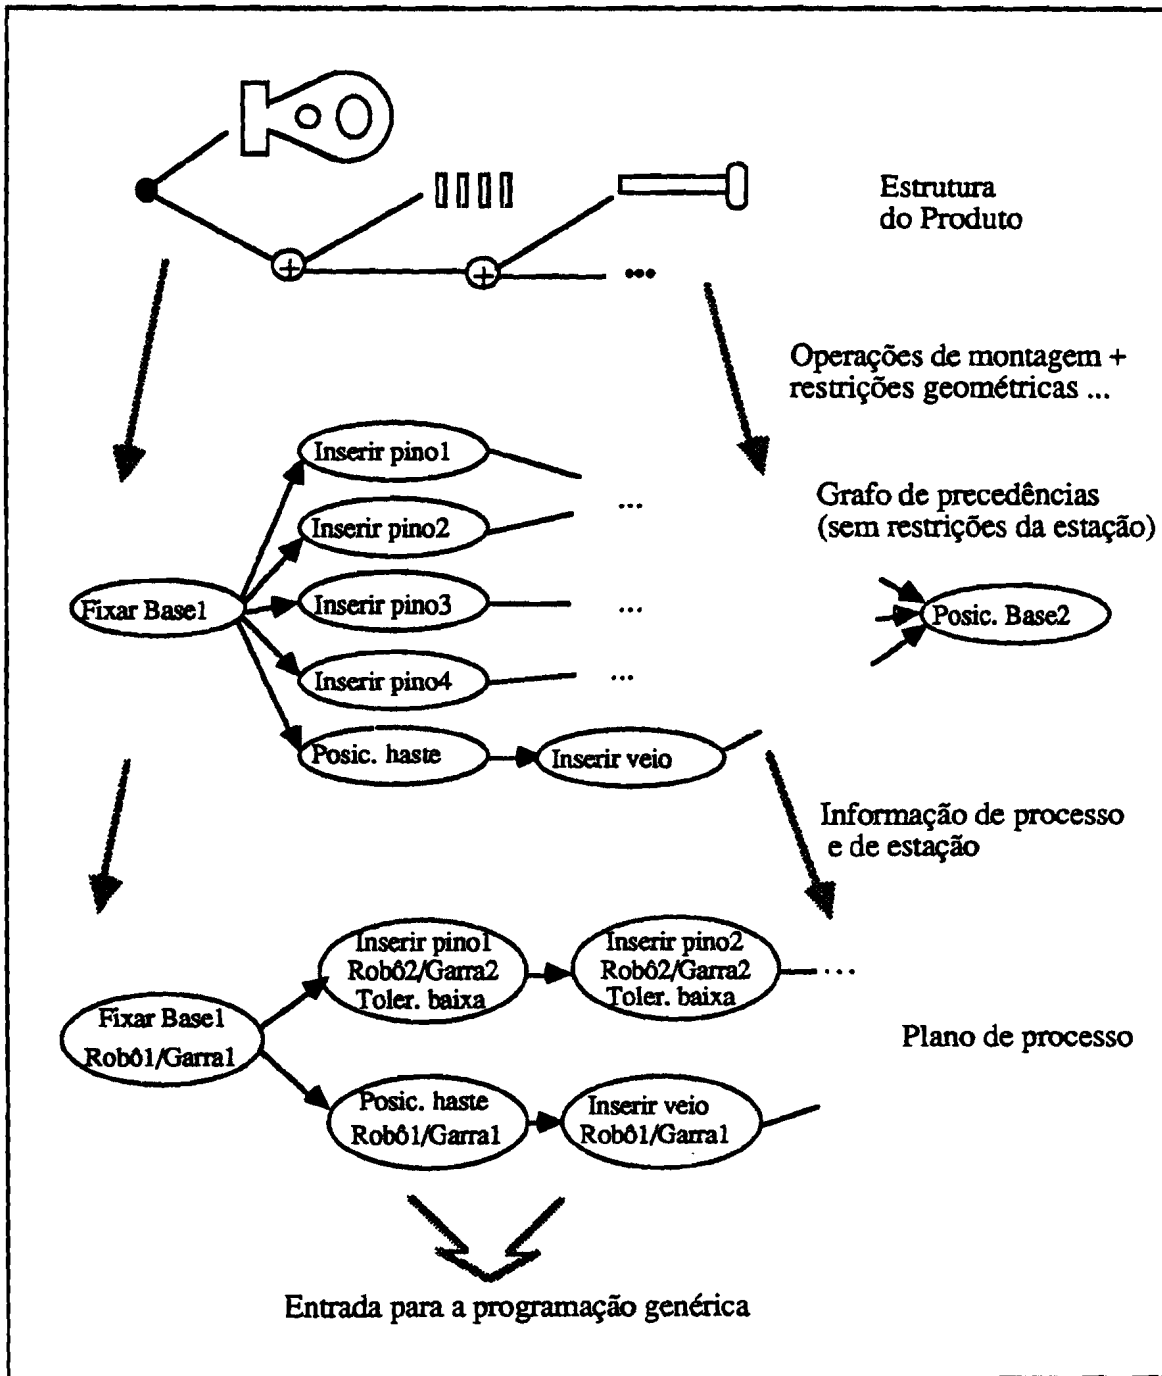 Estrutura
do Produto
Operações de montagem +
restrições geométricas ...
Inserir pino1
...
Grafo de precedências
(sem restrições da estação)
Inserir pino2
Fixar Base1
Inserir pino3
...
Posic. Base2
Inserir pino4
...
Posic. haste
Inserir veio
Informação de processo
e de estação
Inserir pino1
Robô2/Garra2
Toler. baixa
Inserir pino2
Robô2/Garra2
Toler. baixa
...
Fixar Base1
Robô1/Garra1
Plano de processo
Posic. haste
Robô1/Garra1
Inserir veio
Robô1/Garra1
Entrada para a programação genérica